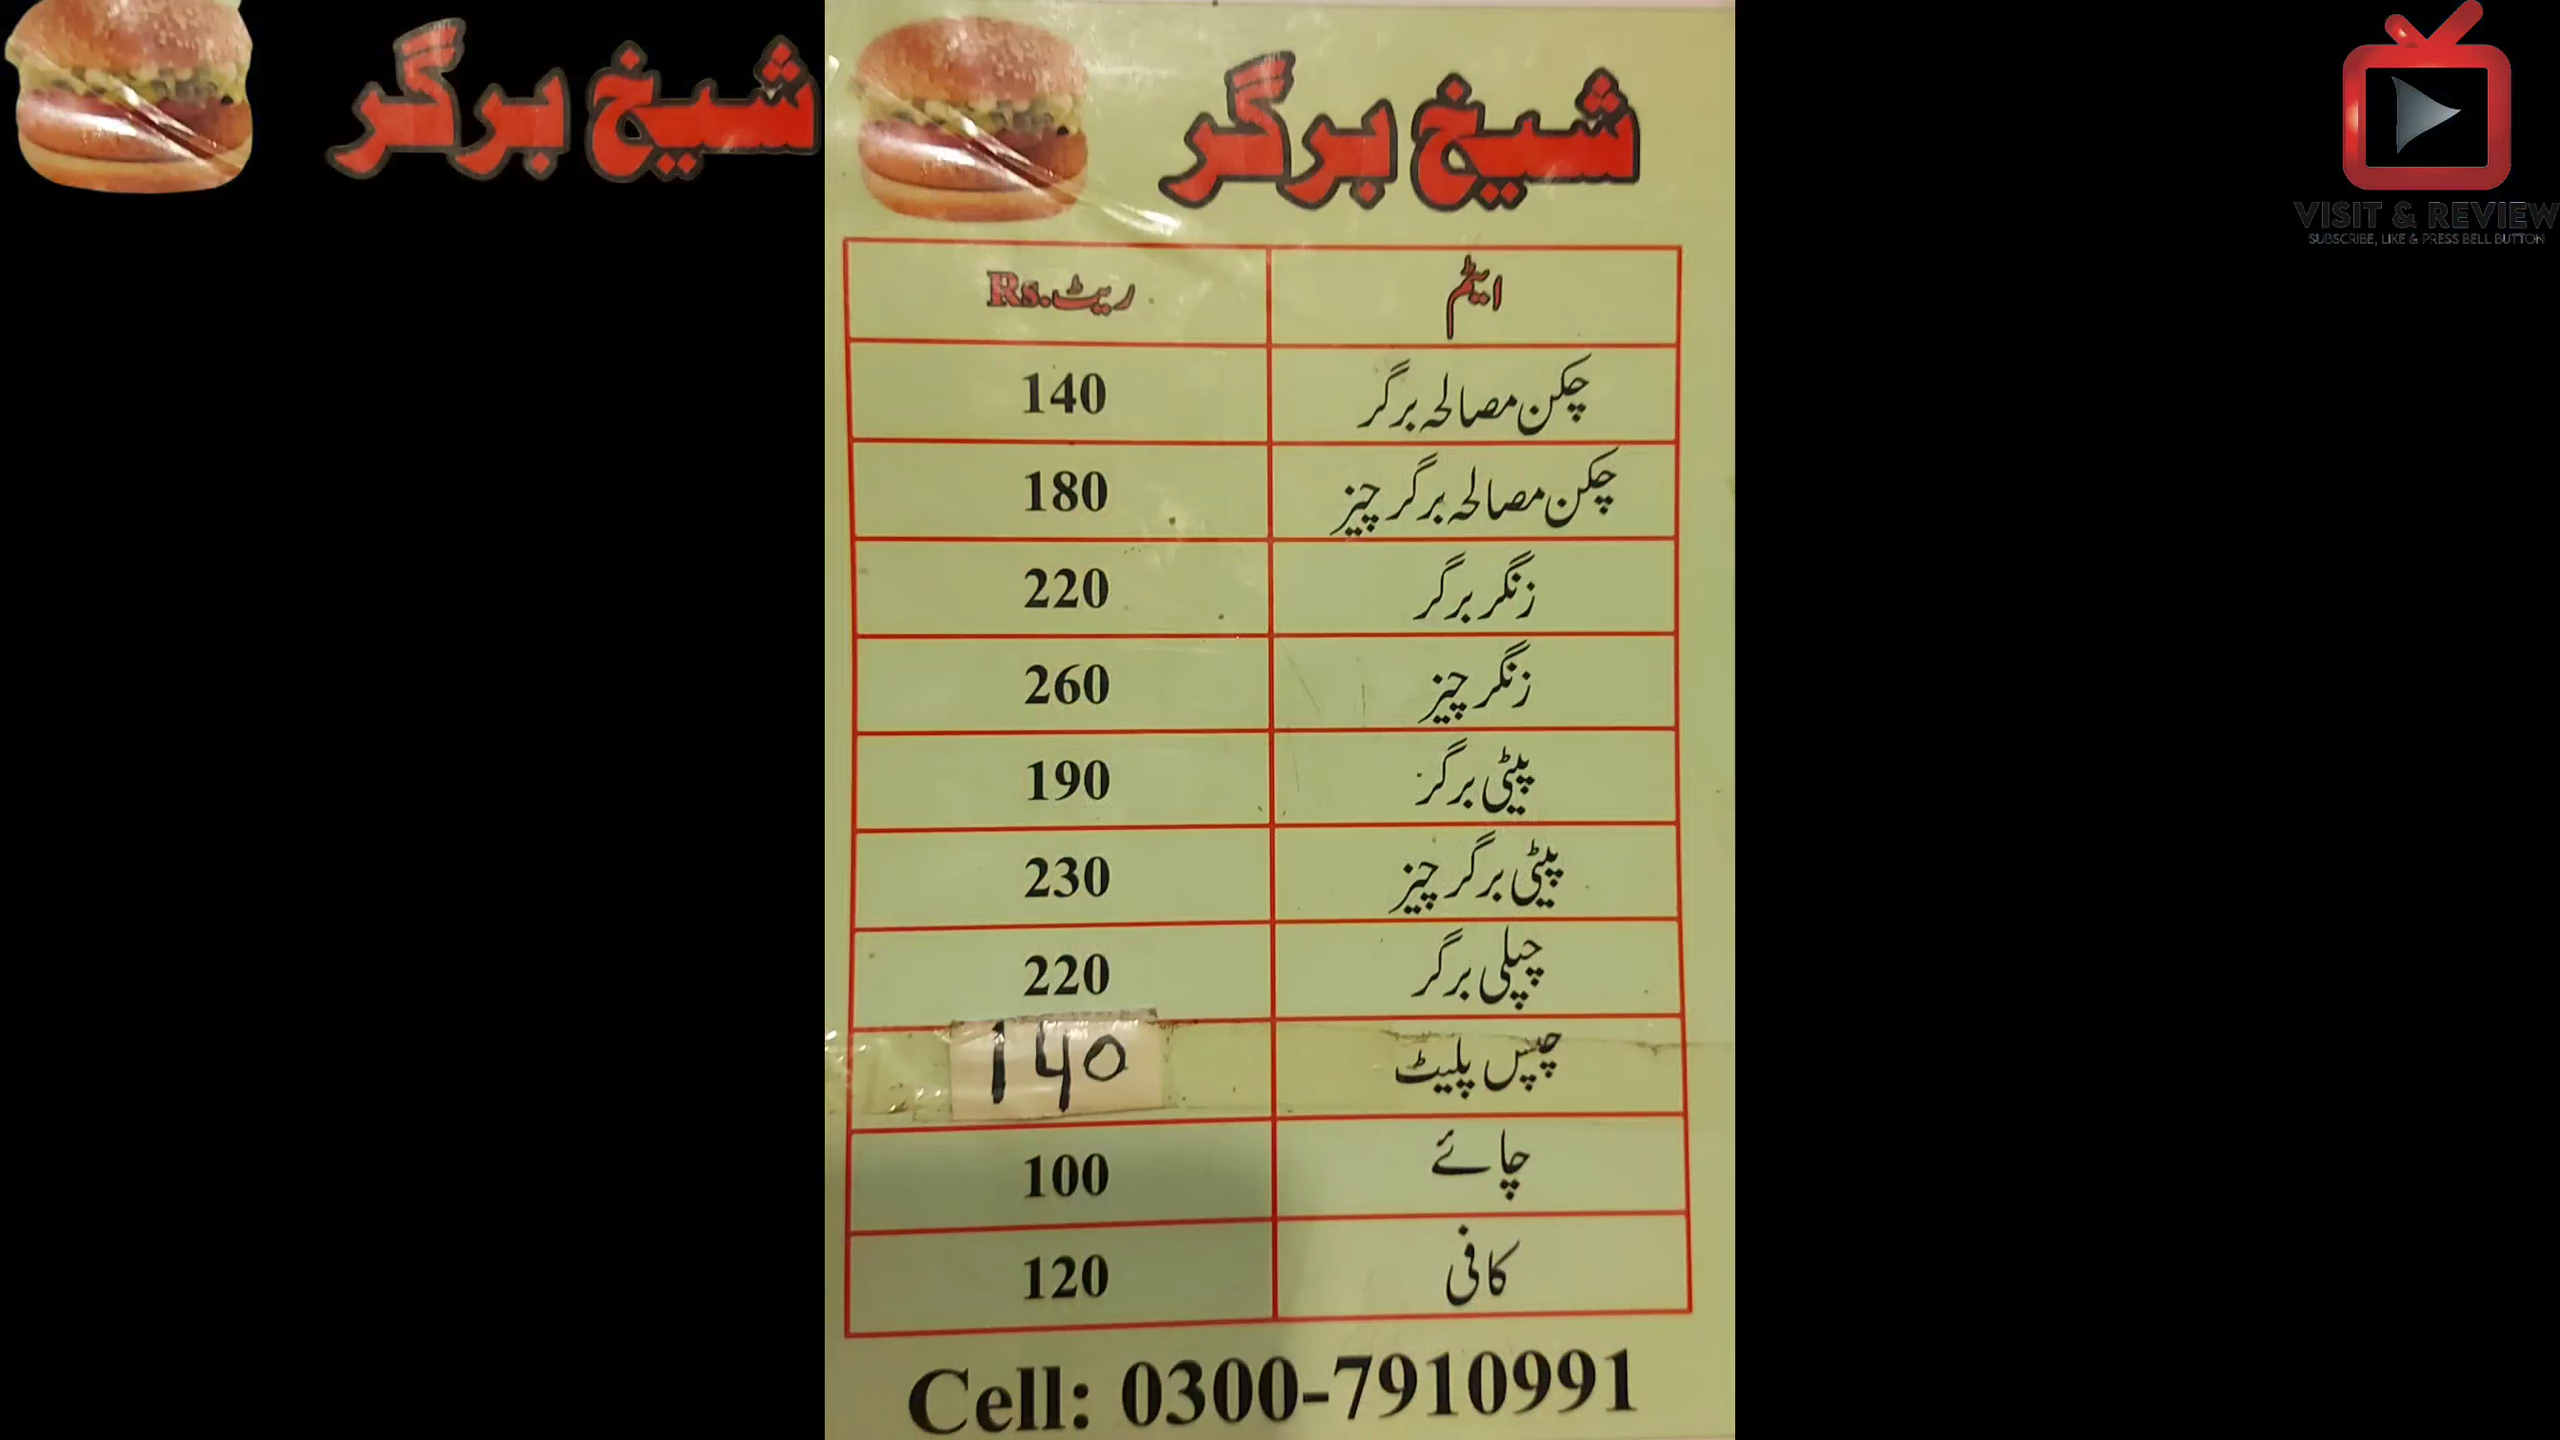 شیخ برگر
شیخ برگر
VISIT & REVIEW
SUBSCRIBE, LIKE & PRESS BELL BUTTON
ایٹم ریٹ.Rs
چکن مصالحہ برگر 140
چکن مصالحہ برگر چیز 180
زنگر برگر 220
زنگر چیز 260
پیٹی برگر 190
پیٹی برگر چیز 230
چپلی برگر 220
چپس پلیٹ 140
چائے 100
کافی 120
Cell: 0300-7910991